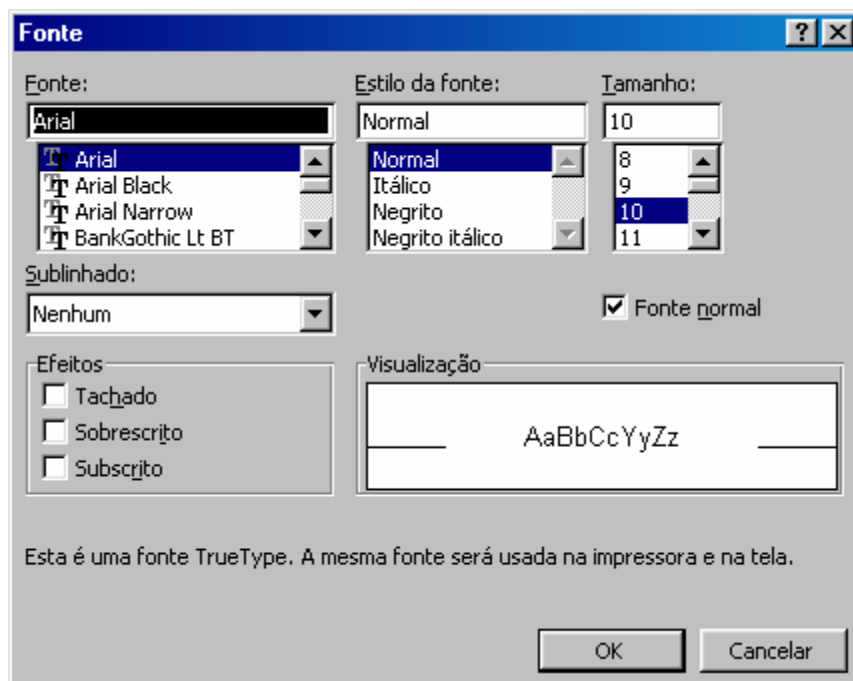 Fonte
Fonte: Estilo da fonte: Tamanho:
Arial Normal 10
Arial Normal 8
Arial Black Itálico 9
Arial Narrow Negrito 10
BankGothic Lt BT Negrito itálico 11
Sublinhado:
Nenhum Fonte normal
Efeitos Visualização
Tachado
Sobrescrito AaBbCcYyZz
Subscrito
Esta é uma fonte TrueType. A mesma fonte será usada na impressora e na tela.
OK Cancelar